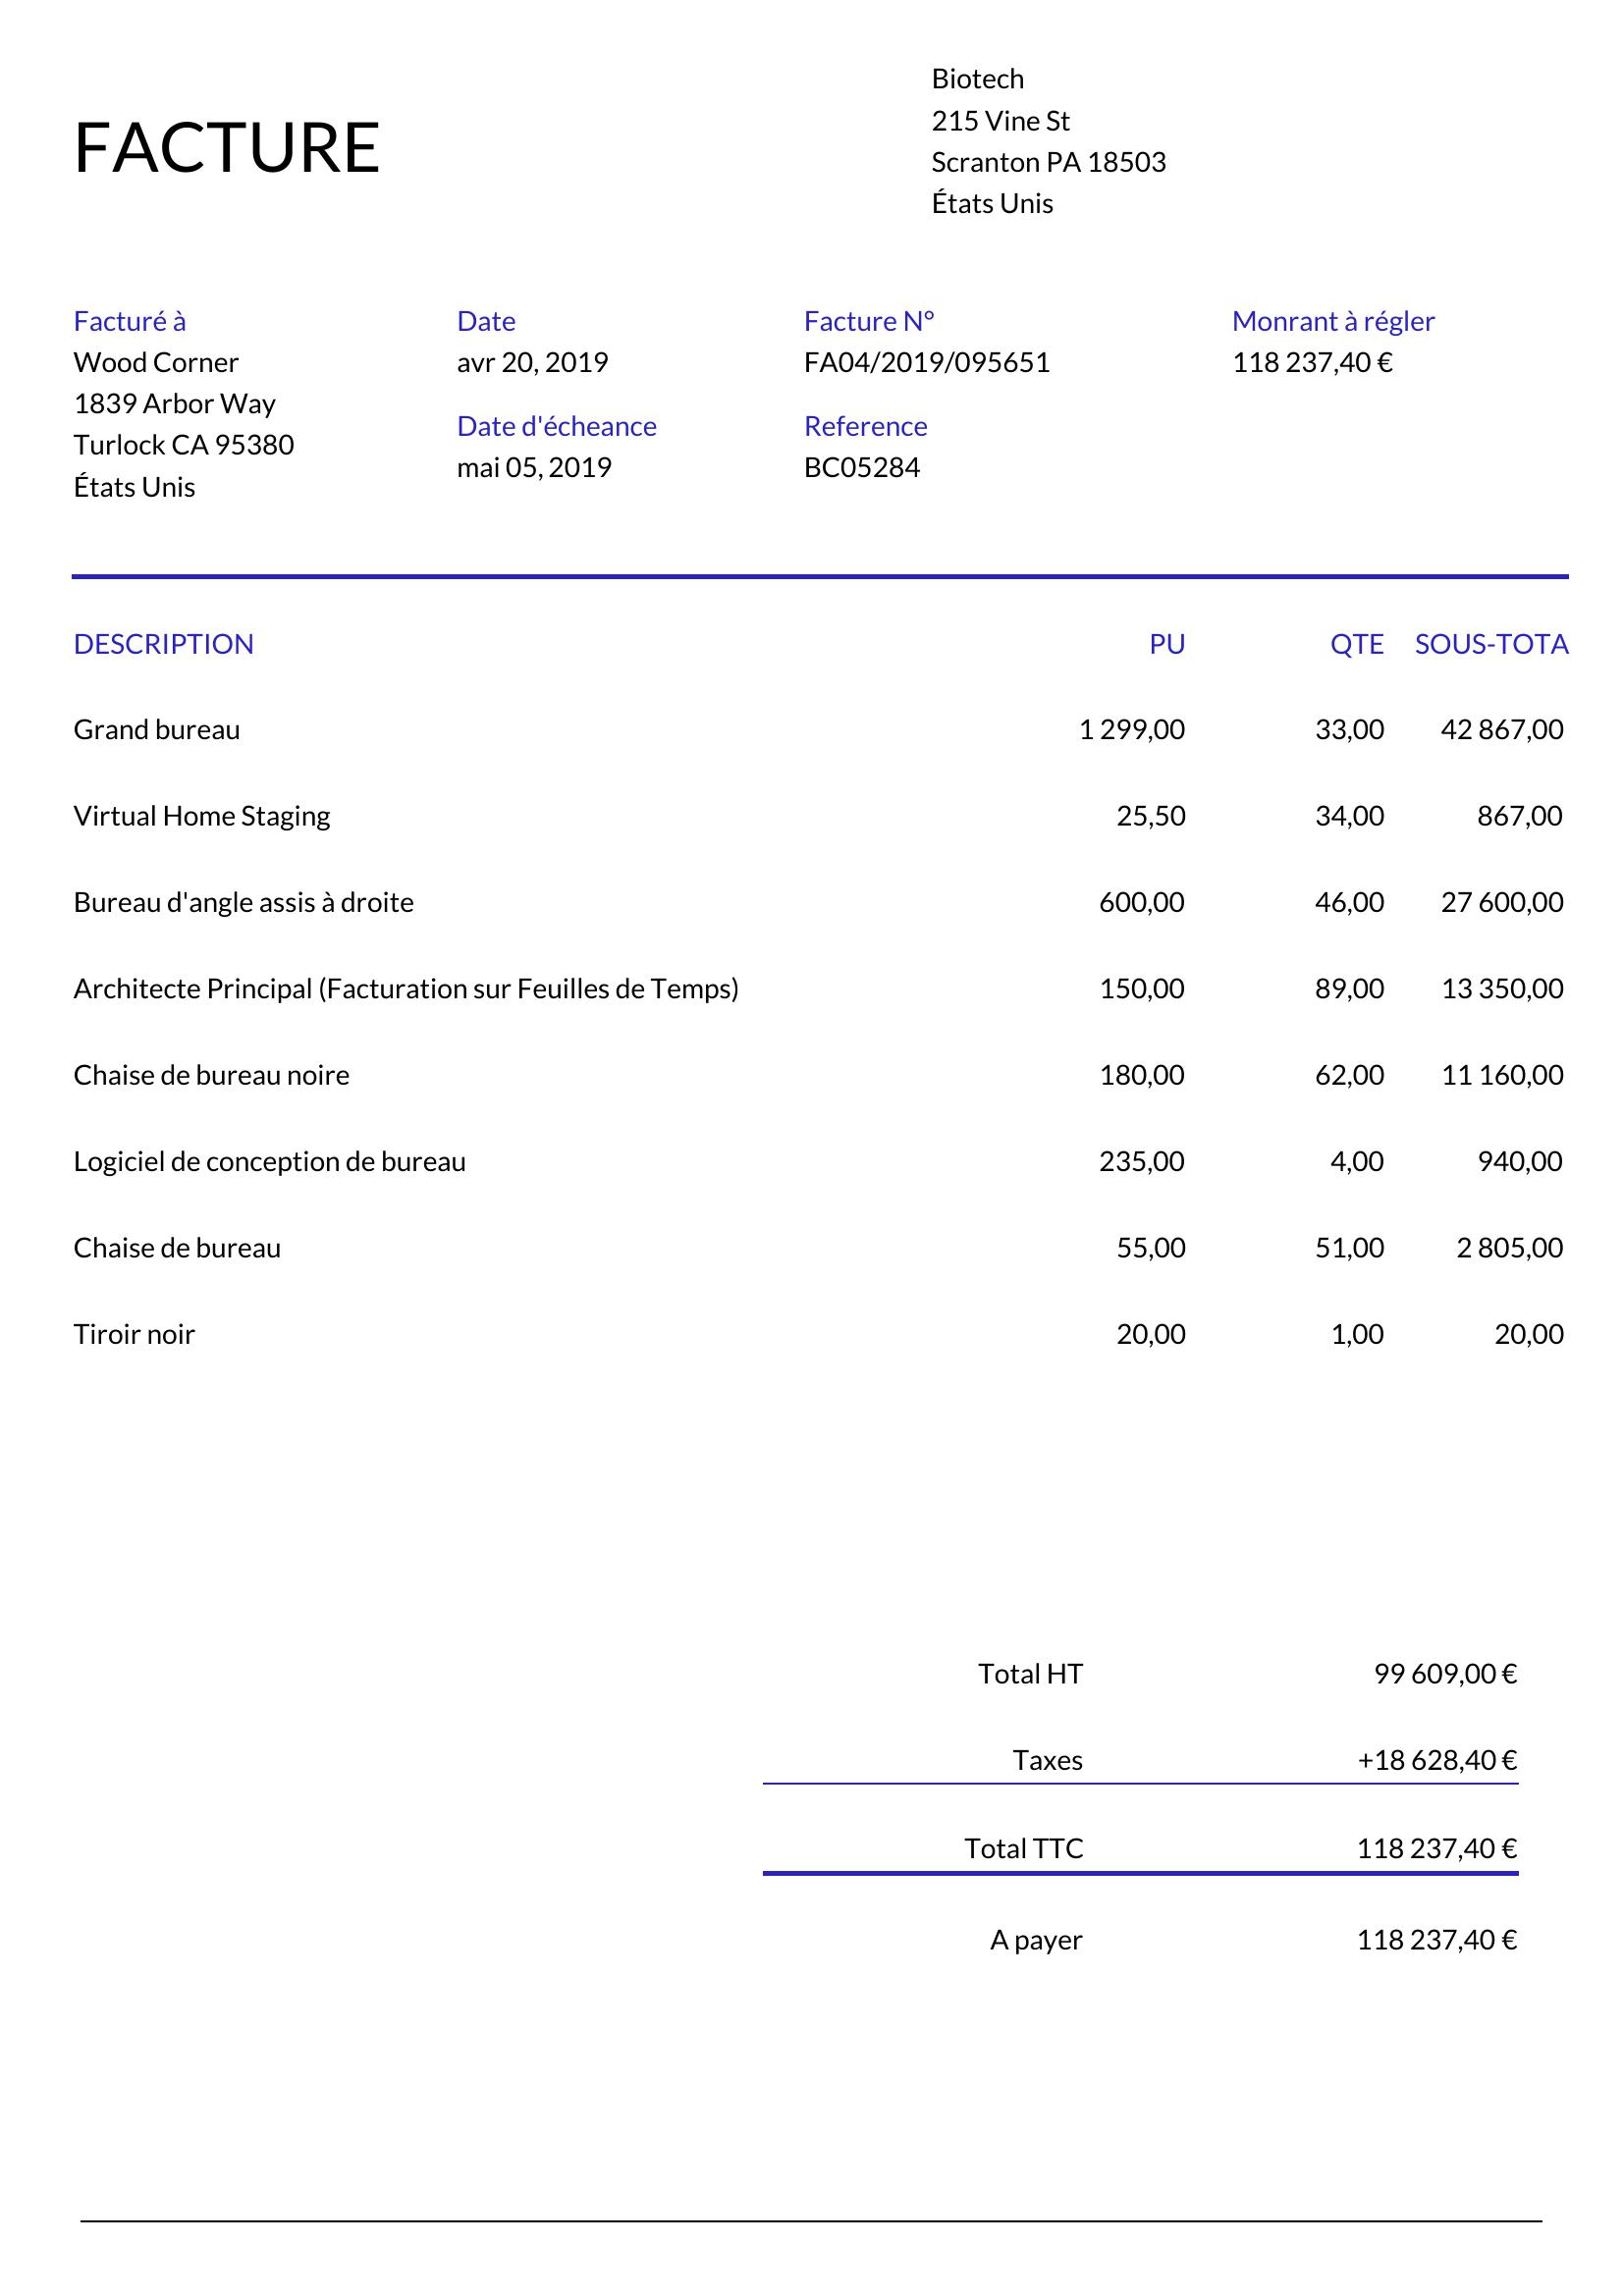 Biotech
215 Vine St
Scranton PA 18503
États Unis
FACTURE
Facturé à
Wood Corner
1839 Arbor Way
Turlock CA 95380
États Unis
Date
avr 20, 2019
Date d'écheance
mai 05, 2019
Facture N°
FA04/2019/095651
Reference
BC05284
Monrant à régler
118 237,40 €
DESCRIPTION PU QTE SOUS-TOTA
Grand bureau 1 299,00 33,00 42 867,00
Virtual Home Staging 25,50 34,00 867,00
Bureau d'angle assis à droite 600,00 46,00 27 600,00
Architecte Principal (Facturation sur Feuilles de Temps) 150,00 89,00 13 350,00
Chaise de bureau noire 180,00 62,00 11 160,00
Logiciel de conception de bureau 235,00 4,00 940,00
Chaise de bureau 55,00 51,00 2 805,00
Tiroir noir 20,00 1,00 20,00
Total HT 99 609,00 €
Taxes +18 628,40 €
Total TTC 118 237,40 €
A payer 118 237,40 €